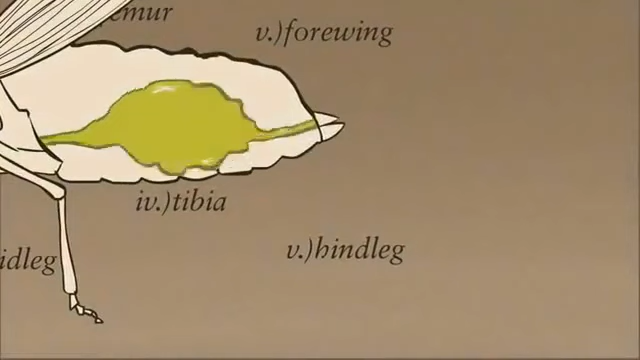 emur
v.)forewing
iv.)tibia
v.)hindleg
idleg